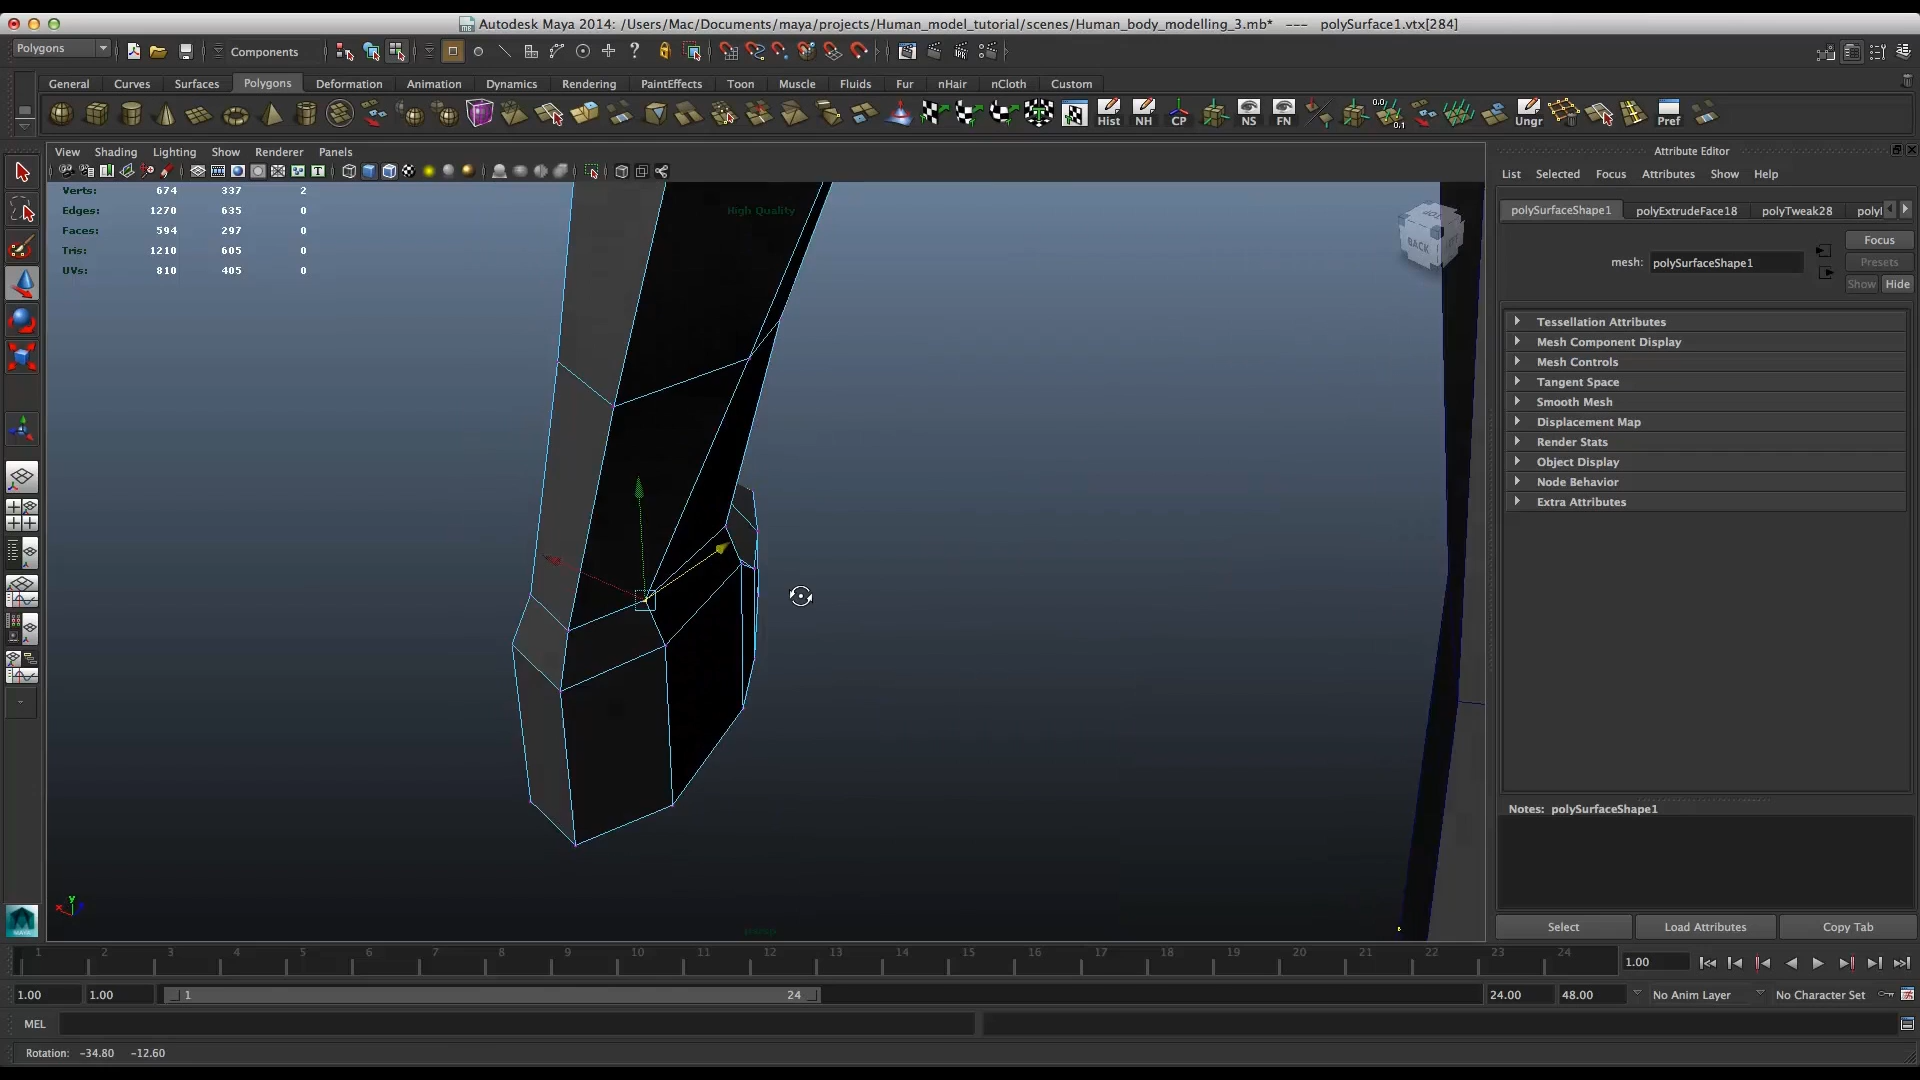 Autodesk Maya 2014: /Users/Mac/Documents/maya/projects/Human_model_tutorial/scenes/Human_body_modelling_3.mb* --- polySurface1.vtx[284]
Polygons Components
General Curves Surfaces Polygons Deformation Animation Dynamics Rendering PaintEffects Toon Muscle Fluids Fur nHair nCloth Custom
Hist NH CP NS FN 0.0 0,1 Ungr Pref
View Shading Lighting Show Renderer Panels
Attribute Editor
List Selected Focus Attributes Show Help
polySurfaceShape1 polyExtrudeFace18 polyTweak28 polyl
Focus
mesh: polySurfaceShape1
Presets
Show Hide
Verts: 674 337 2
Edges: 1270 635 0
Faces: 594 297 0
Tris: 1210 605 0
UVs: 810 405 0
High Quality
BACK
Tessellation Attributes
Mesh Component Display
Mesh Controls
Tangent Space
Smooth Mesh
Displacement Map
Render Stats
Object Display
Node Behavior
Extra Attributes
Notes: polySurfaceShape1
persp
Select Load Attributes Copy Tab
1 2 3 4 5 6 7 8 9 10 11 12 13 14 15 16 17 18 19 20 21 22 23 24 1.00
1.00 1.00 1 24 24.00 48.00 No Anim Layer No Character Set
MEL
Rotation: -34.80 -12.60